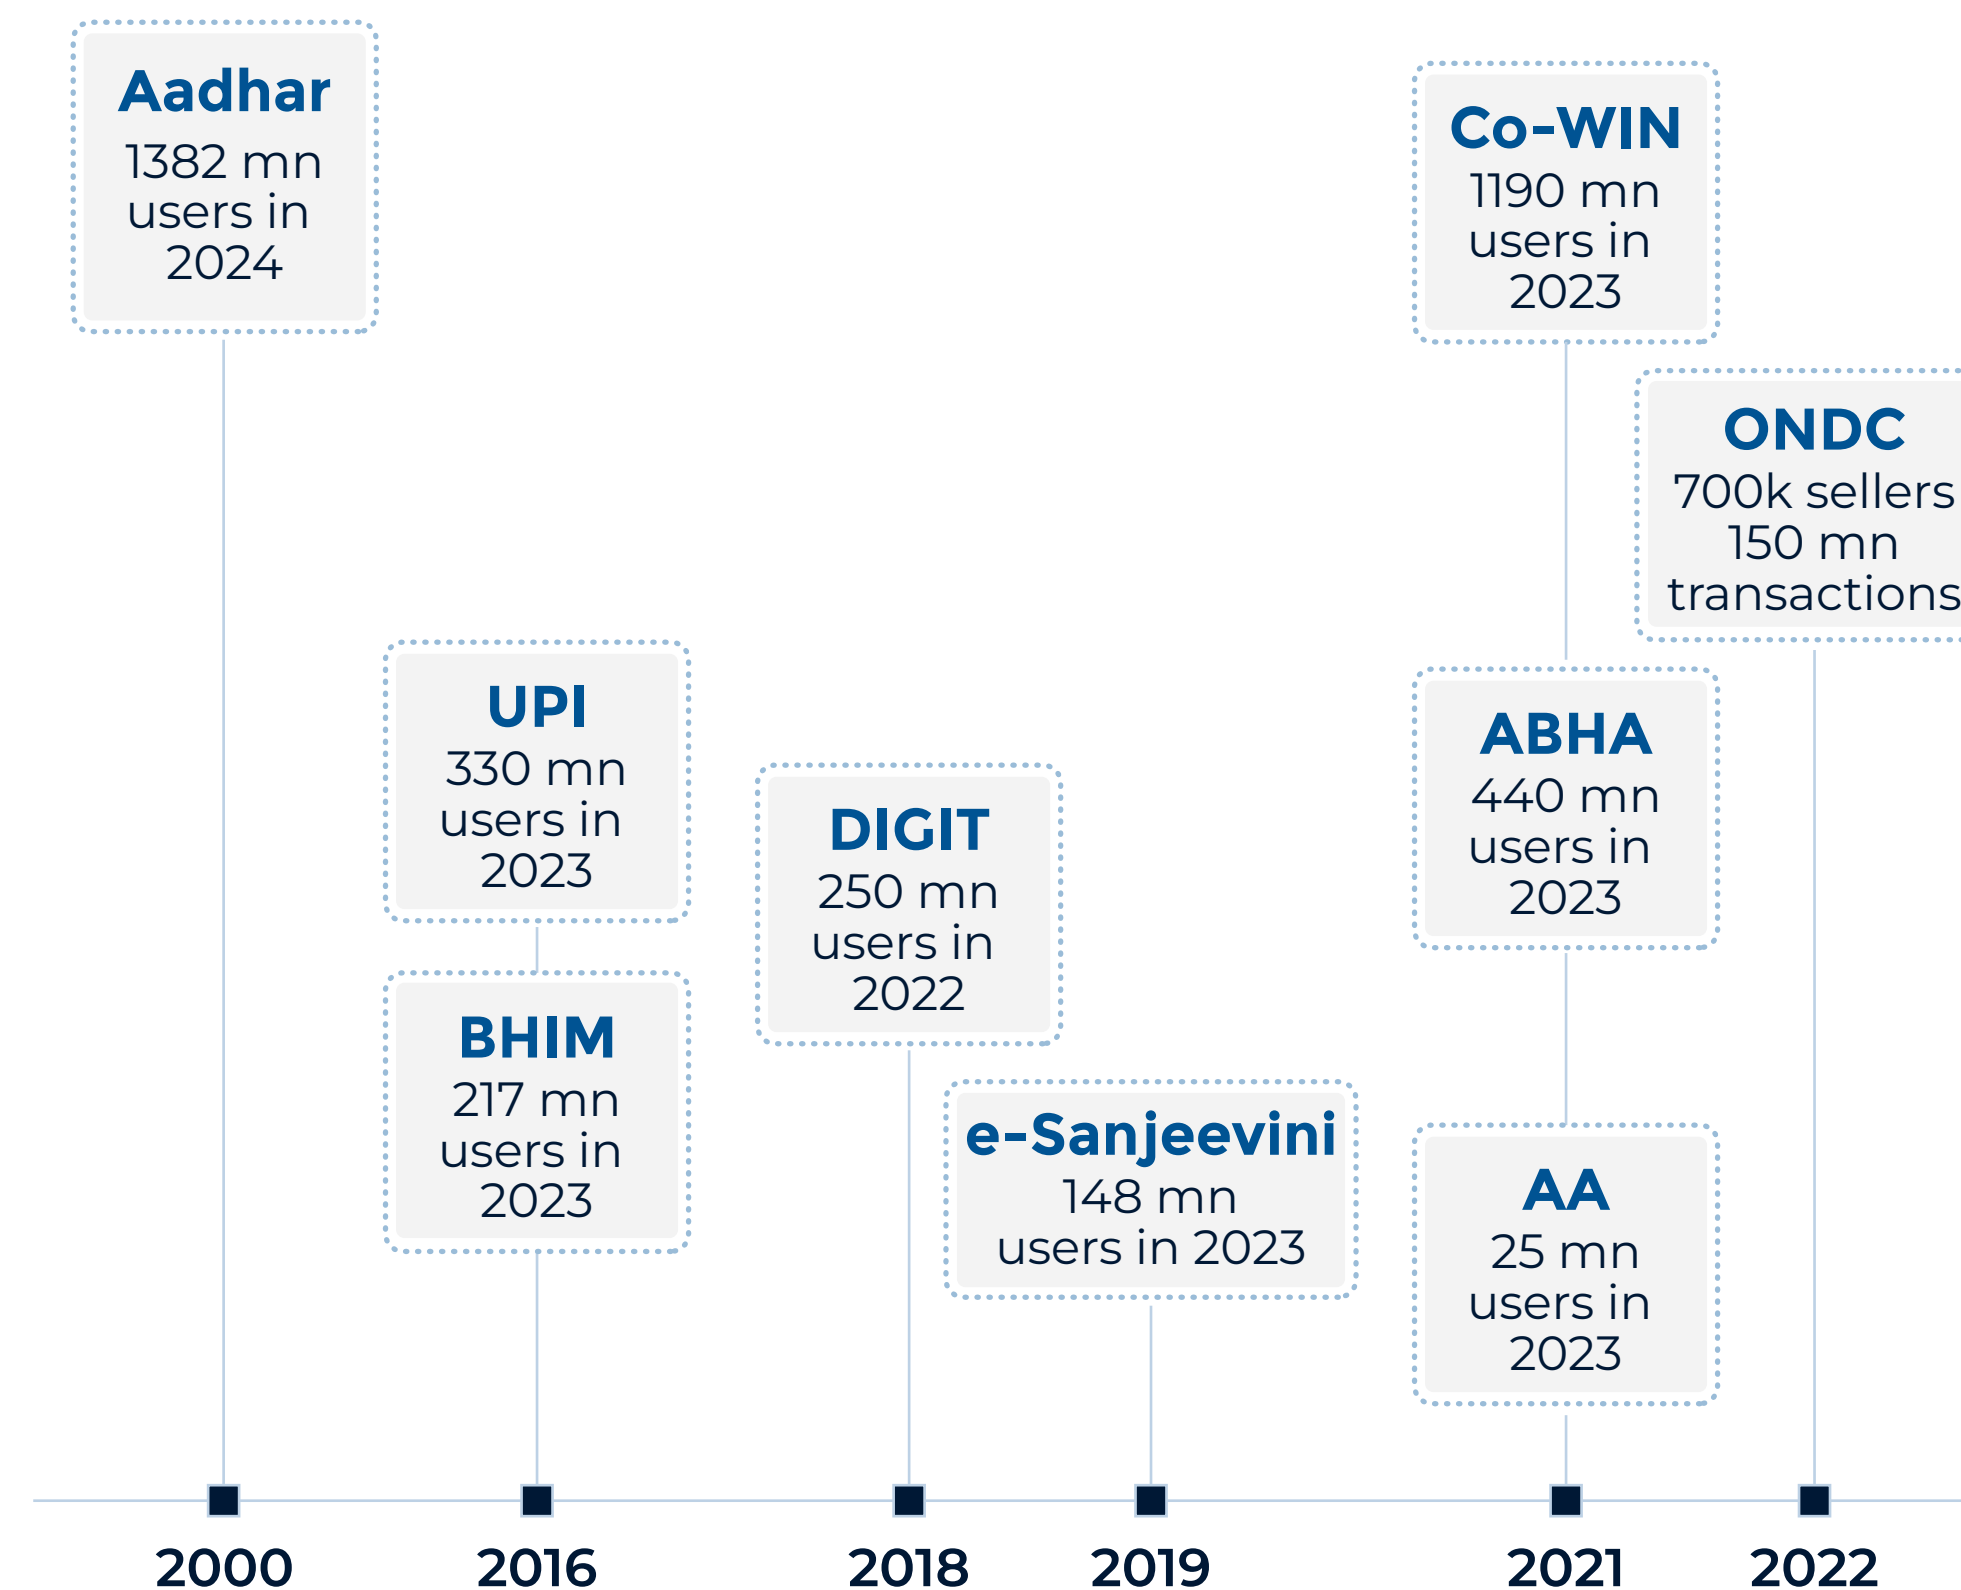 Aadhar
1382 mn
users in
2024
Co-WIN
1190 mn
users in
2023
ONDC
700k sellers
150 mn
transactions
UPI
330 mn
users in
2023
ABHA
440 mn
users in
2023
DIGIT
250 mn
users in
2022
BHIM
217 mn
users in
2023
e-Sanjeevini
148 mn
users in 2023
AA
25 mn
users in
2023
2000
2016
2018
2019
2021
2022